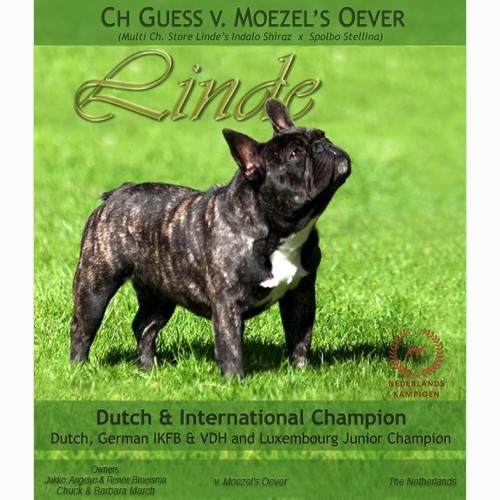 CH GUESS V. MOEZEL'S OEVER
(Multi Ch. Store Linde's Indalo Shiraz x Spolbo Stellina)
Linde
NEDERLANDS
KAMPIOEN
Dutch & International Champion
Dutch, German IKFB & VDH and Luxembourg Junior Champion
Owners
Jakko, Angelye & Renée Broersma
Chuck & Barbara March
v. Moezel's Oever
The Netherlands